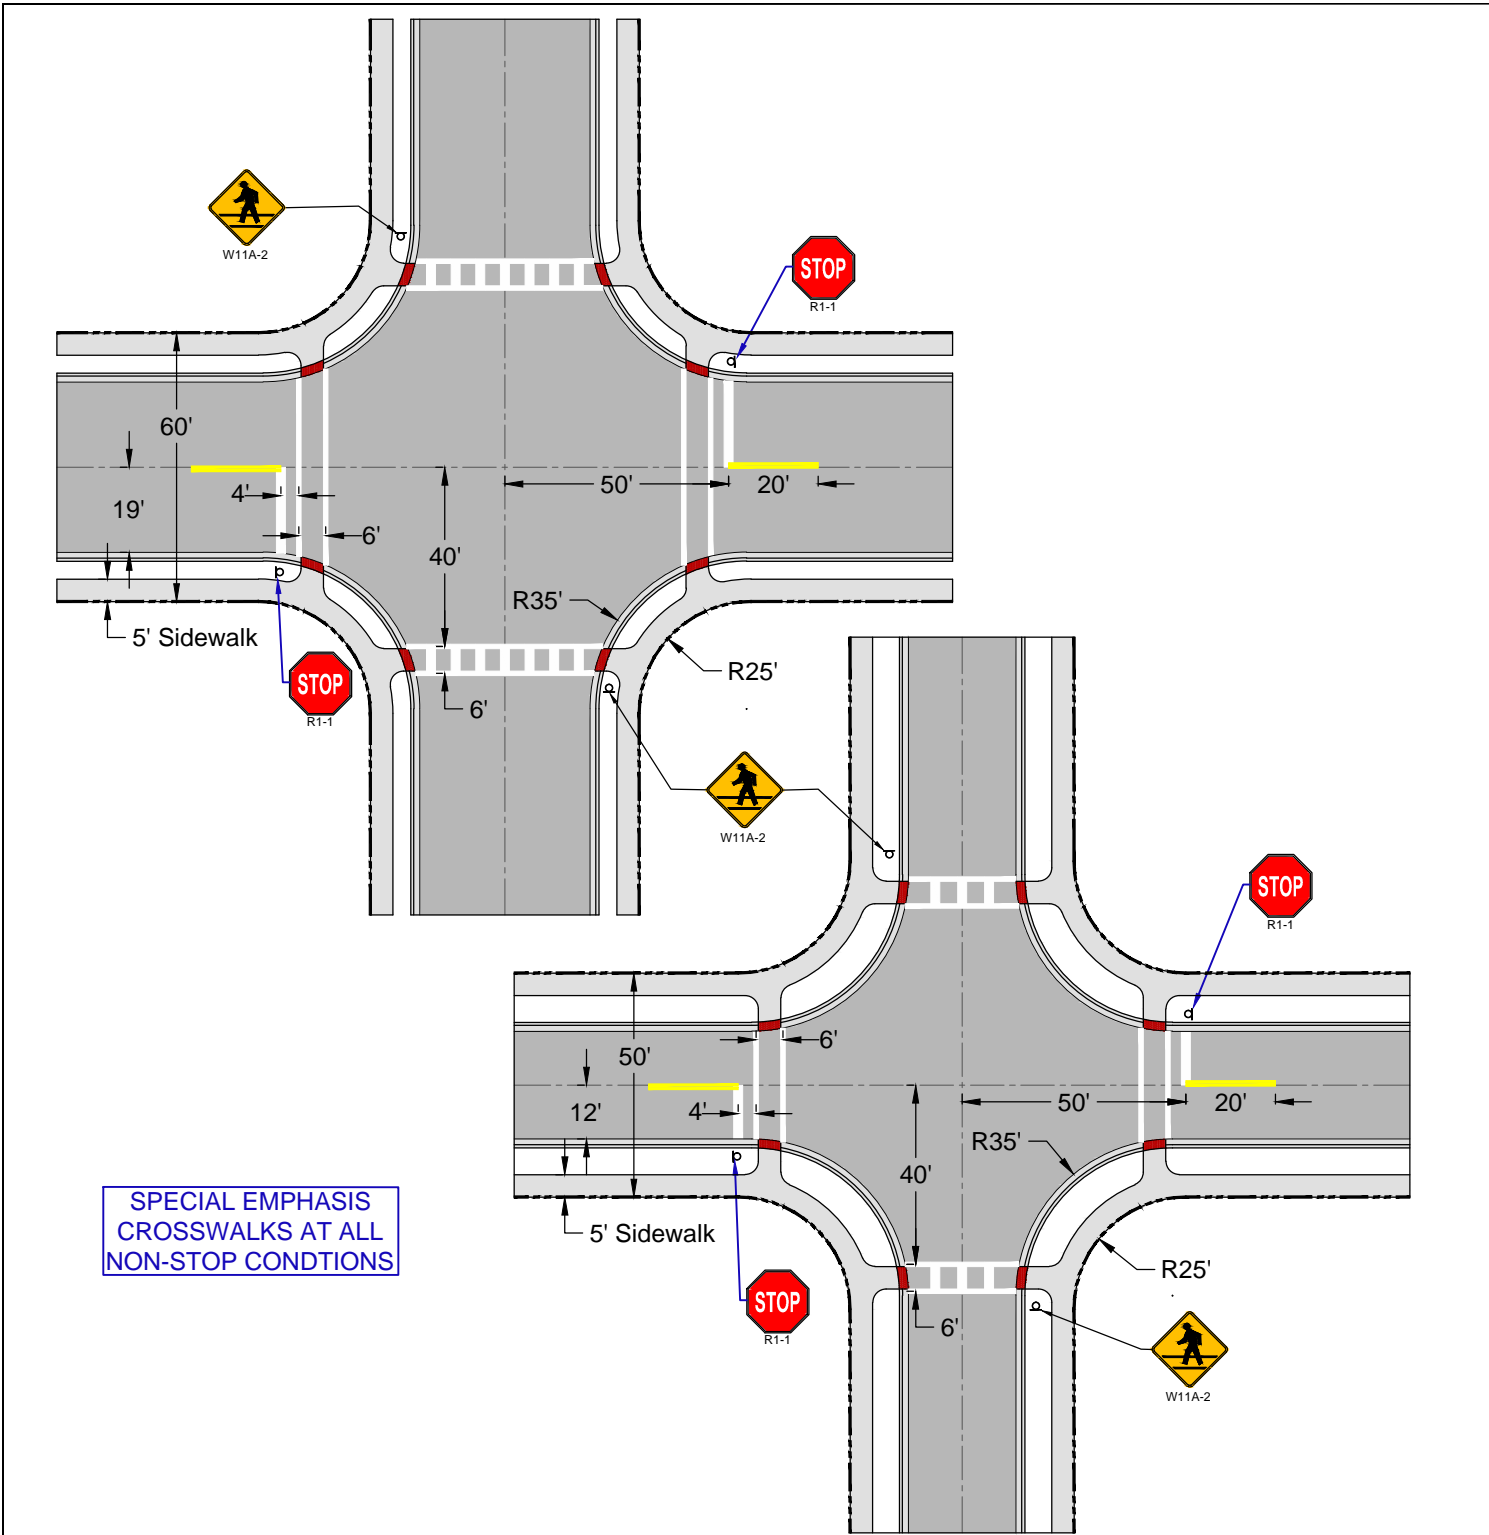 W11A-2
STOP
R1-1
60'
19'
4'
50'
20'
6'
40'
R35'
5' Sidewalk
STOP
R1-1
R25'
6'
W11A-2
STOP
R1-1
50'
6'
12'
4'
50'
20'
R35'
40'
5' Sidewalk
SPECIAL EMPHASIS
CROSSWALKS AT ALL
NON-STOP CONDTIONS
STOP
R1-1
R25'
6'
W11A-2